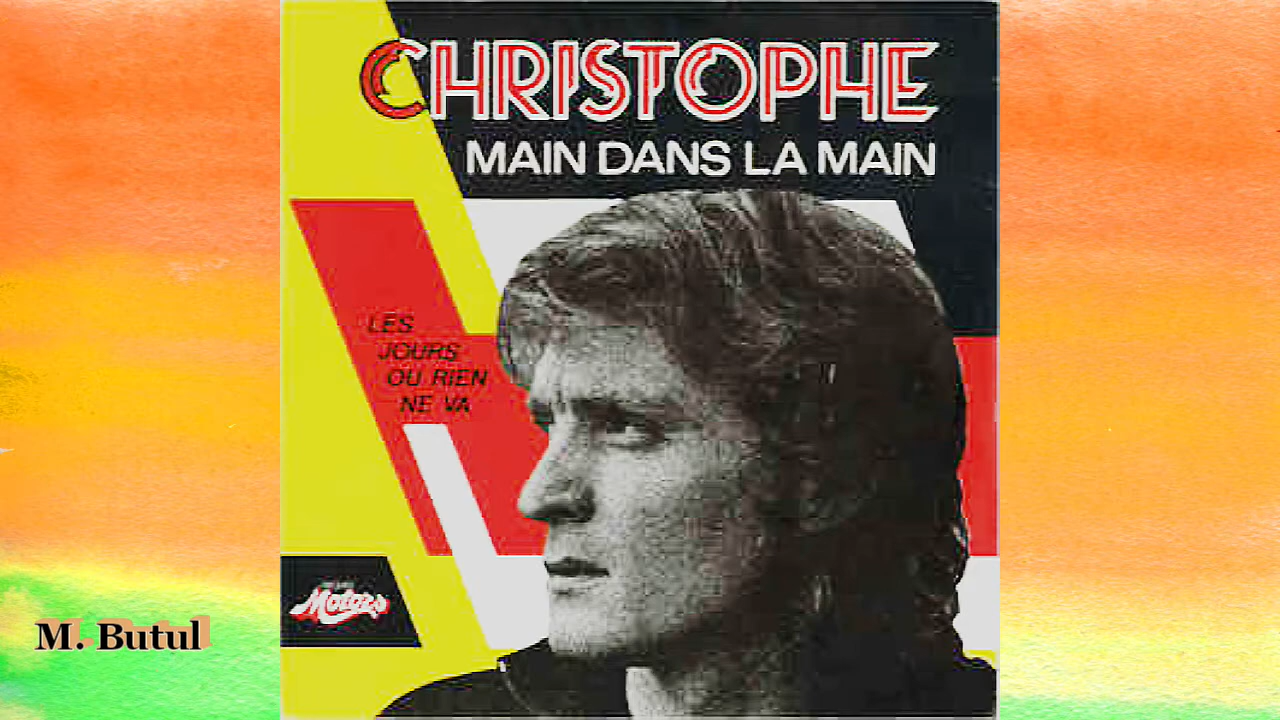 CHRISTOPHE
MAIN DANS LA MAIN
LES
JOURS
OU RIEN
NE VA
Motors
M. Butul